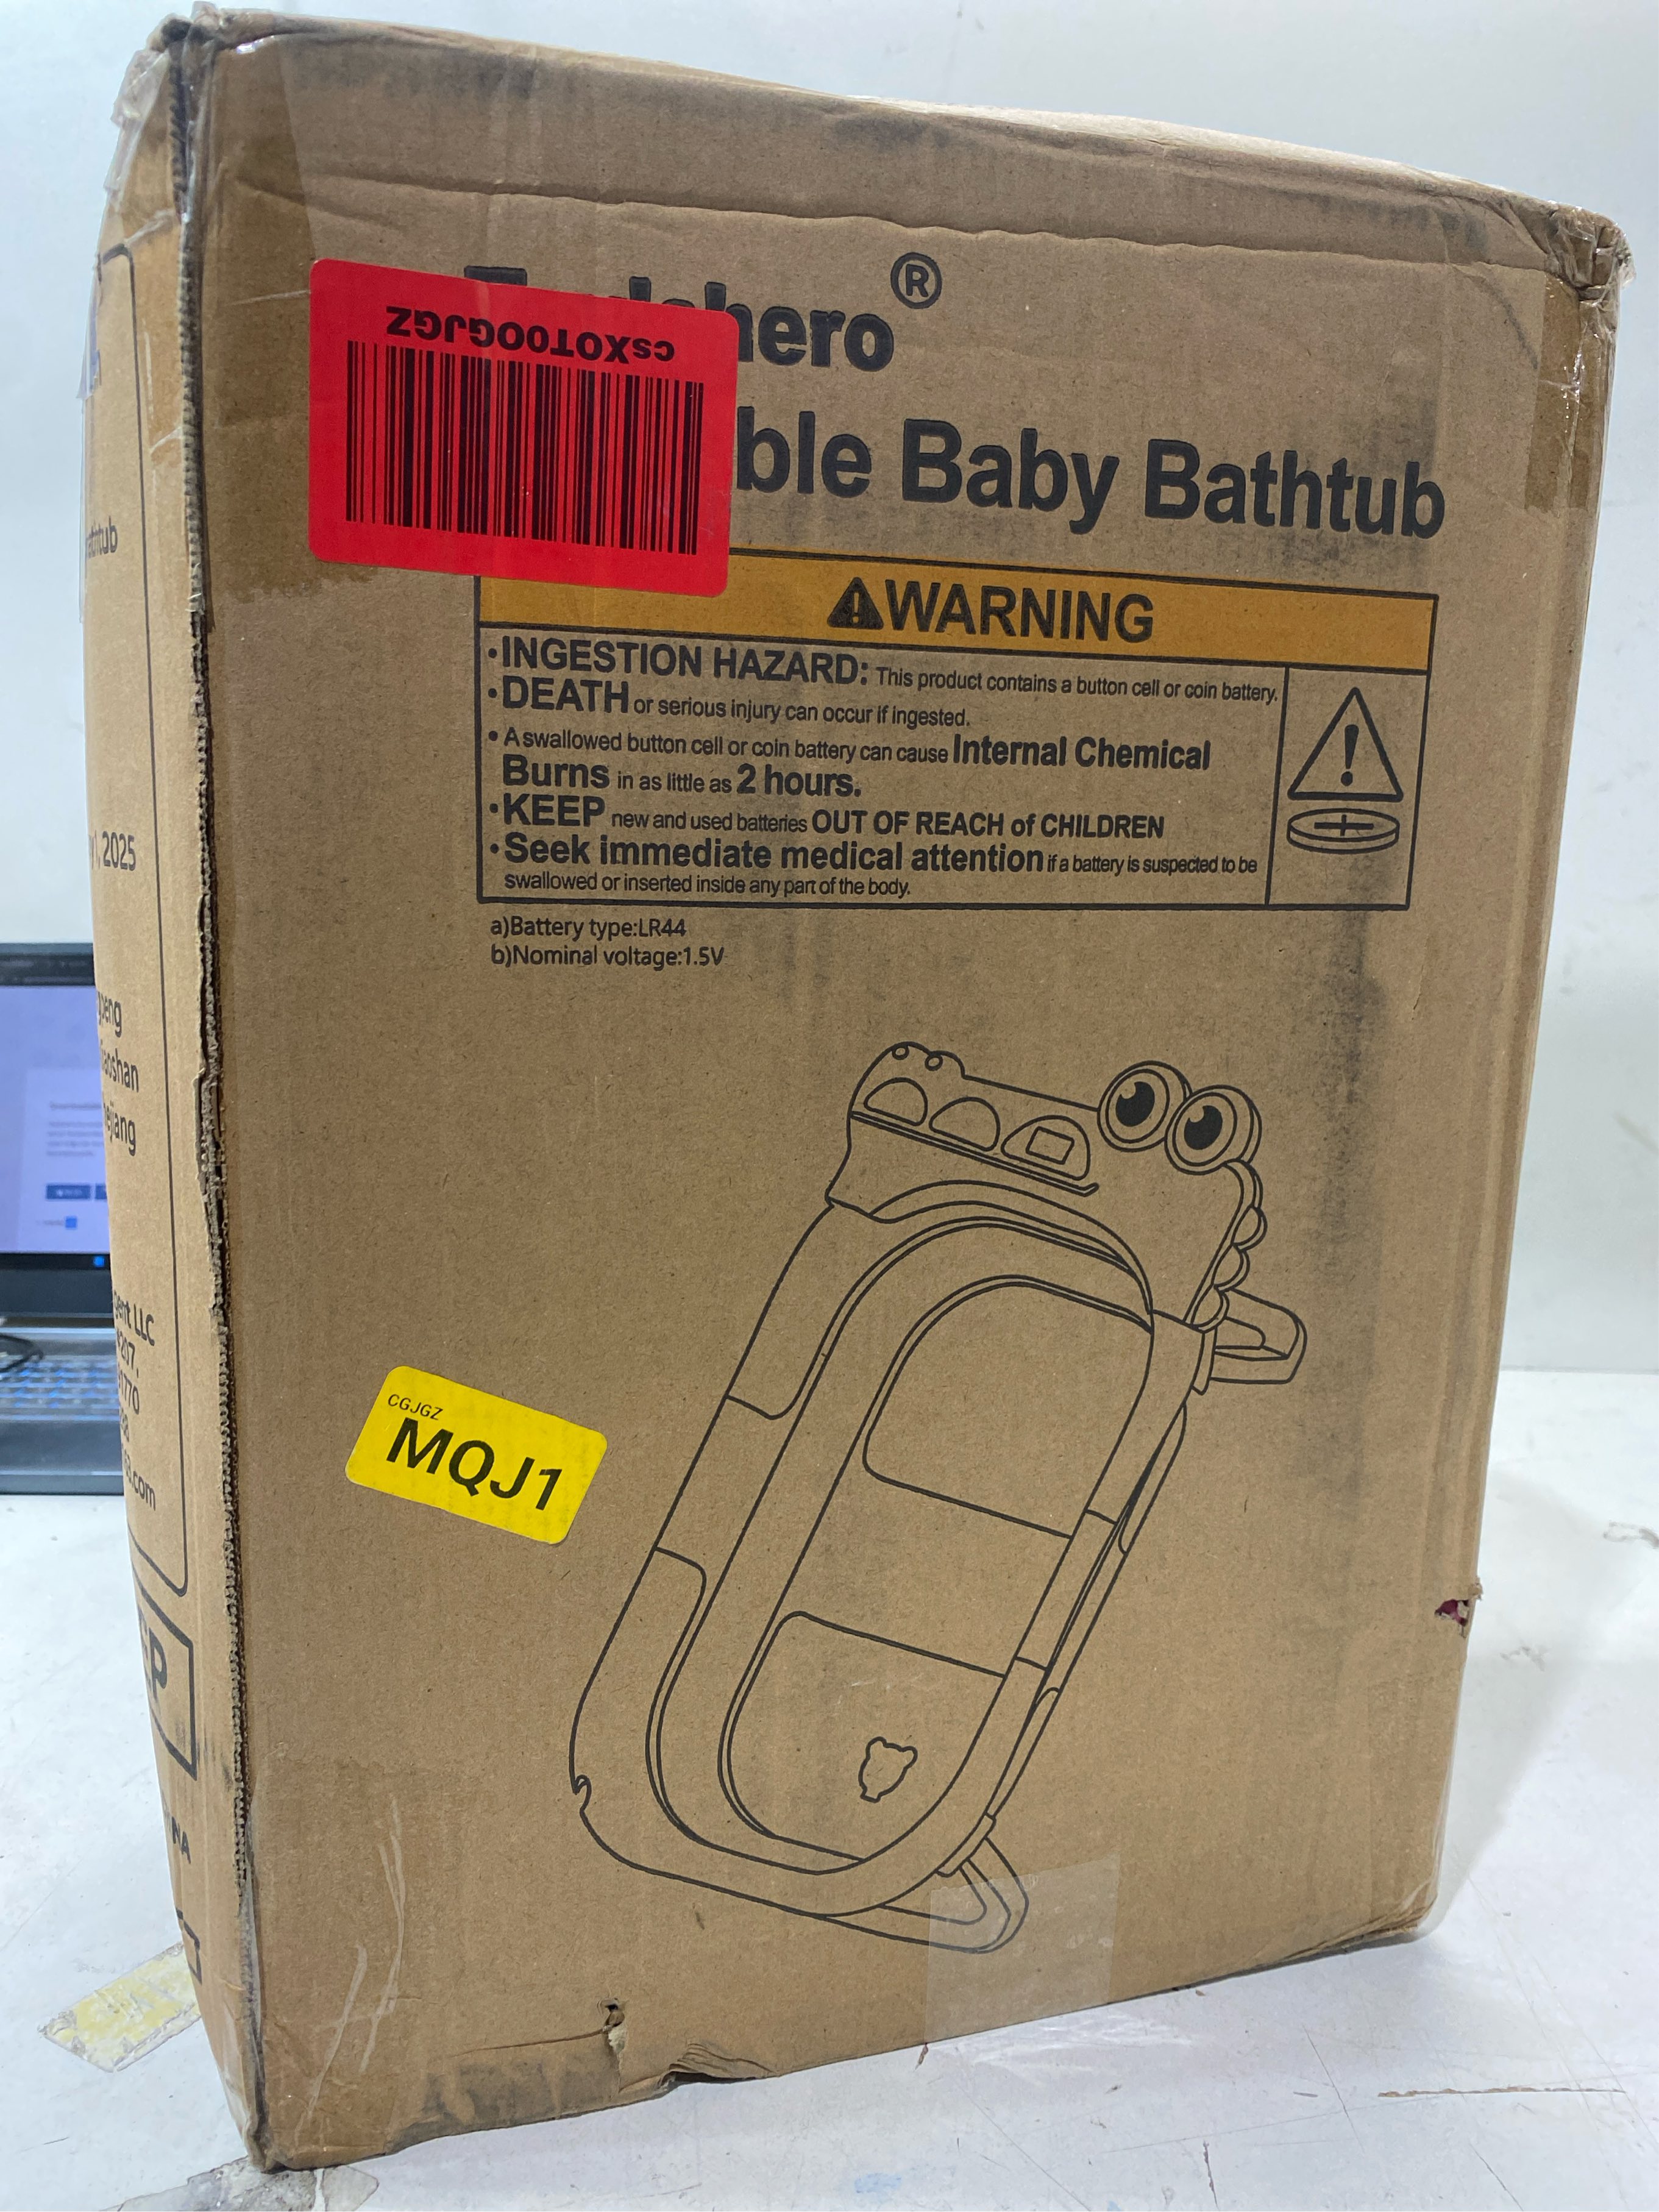 csXOT00GJGZ
hero®
ble Baby Bathtub
WARNING
•INGESTION HAZARD: This product contains a button cell or coin battery.
•DEATH or serious injury can occur if ingested.
• A swallowed button cell or coin battery can cause Internal Chemical
Burns in as little as 2 hours.
•KEEP new and used batteries OUT OF REACH of CHILDREN
•Seek immediate medical attention if a battery is suspected to be
swallowed or inserted inside any part of the body.
a)Battery type:LR44
b)Nominal voltage:1.5V
CGJGZ
MQJ1
2025
LLC